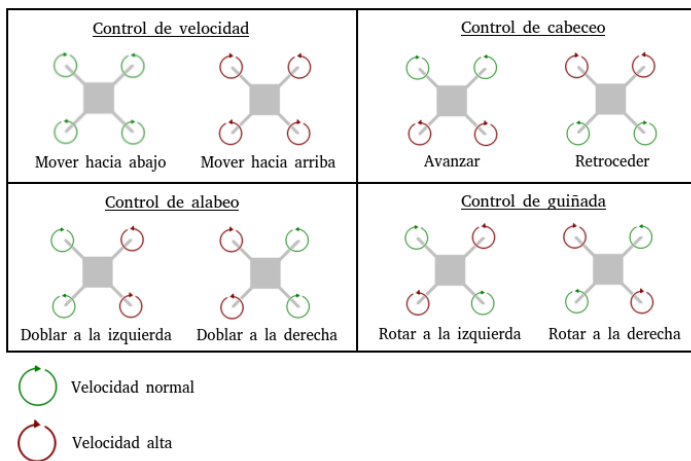 Control de velocidad
Mover hacia abajo
Mover hacia arriba
Control de cabeceo
Avanzar
Retroceder
Control de alabeo
Doblar a la izquierda
Doblar a la derecha
Control de guiñada
Rotar a la izquierda
Rotar a la derecha
Velocidad normal
Velocidad alta